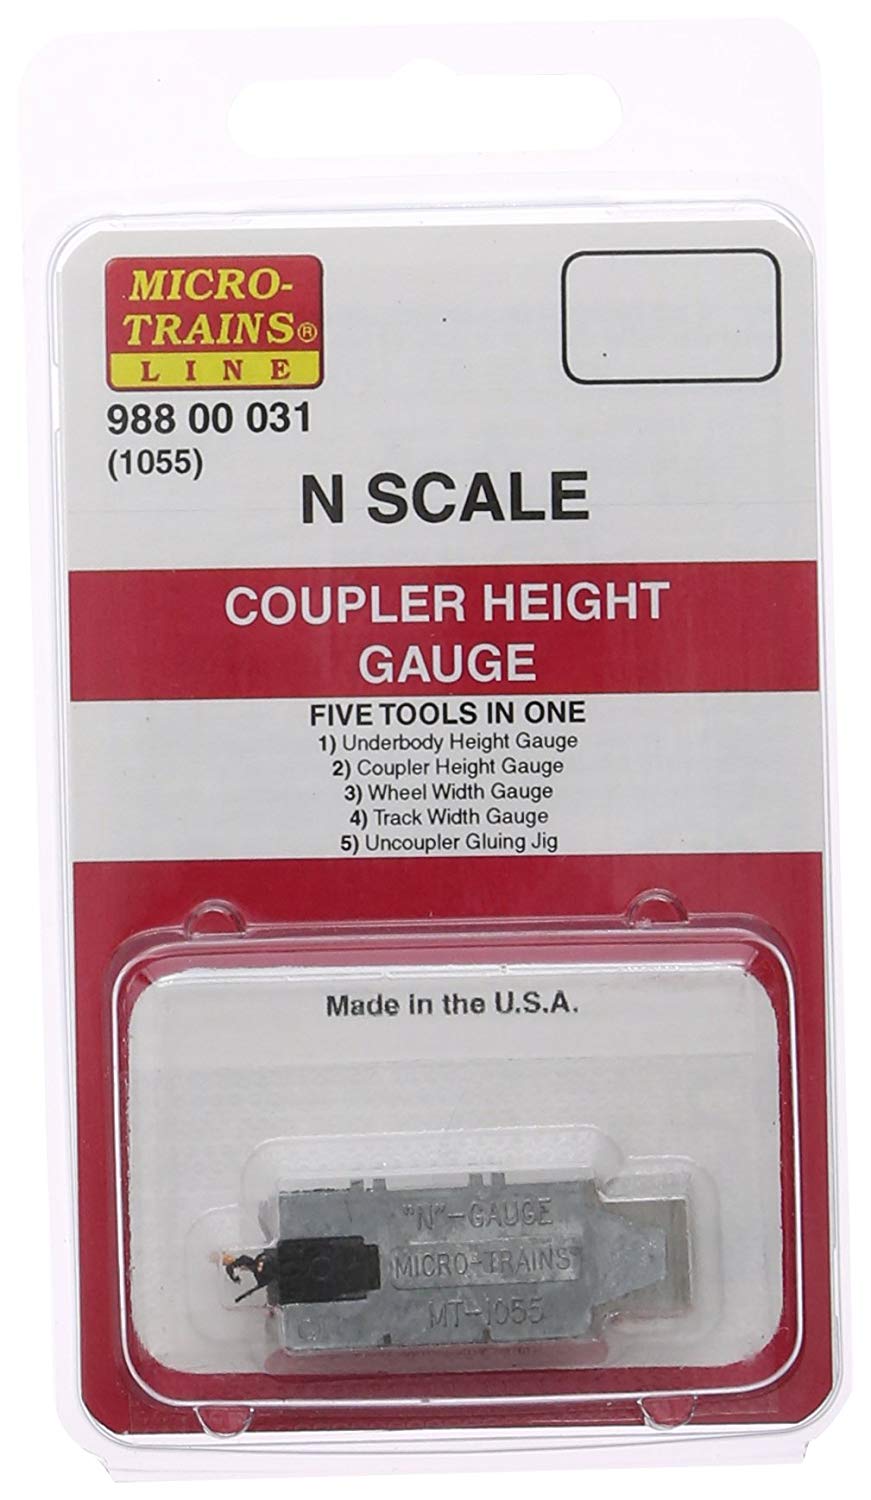 MICRO-
TRAINS®
LINE
988 00 031
(1055)
N SCALE
COUPLER HEIGHT
GAUGE
FIVE TOOLS IN ONE
1) Underbody Height Gauge
2) Coupler Height Gauge
3) Wheel Width Gauge
4) Track Width Gauge
5) Uncoupler Gluing Jig
Made in the U.S.A.
"N"-GAUGE
MICRO-TRAINS®
MT-1055